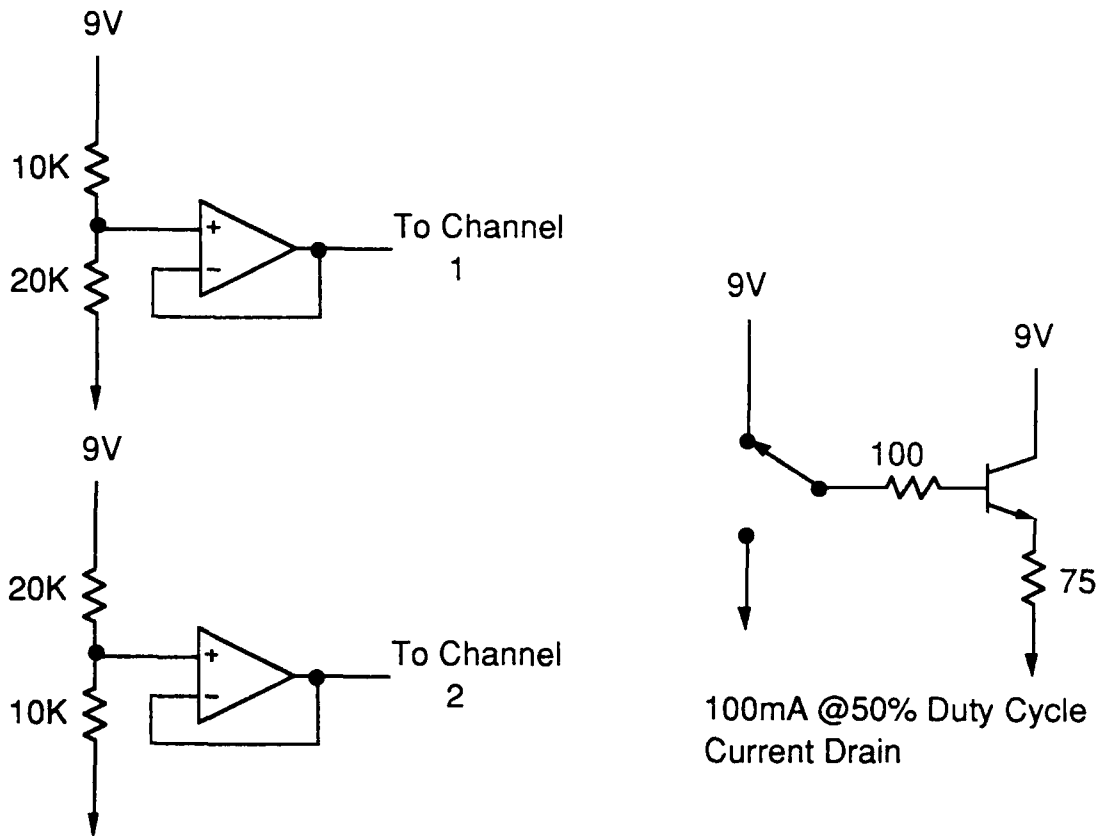 9V
10K
+
To Channel
1
20K
−
9V
20K
+
To Channel
2
10K
−
9V
9V
100
75
100mA @50% Duty Cycle
Current Drain